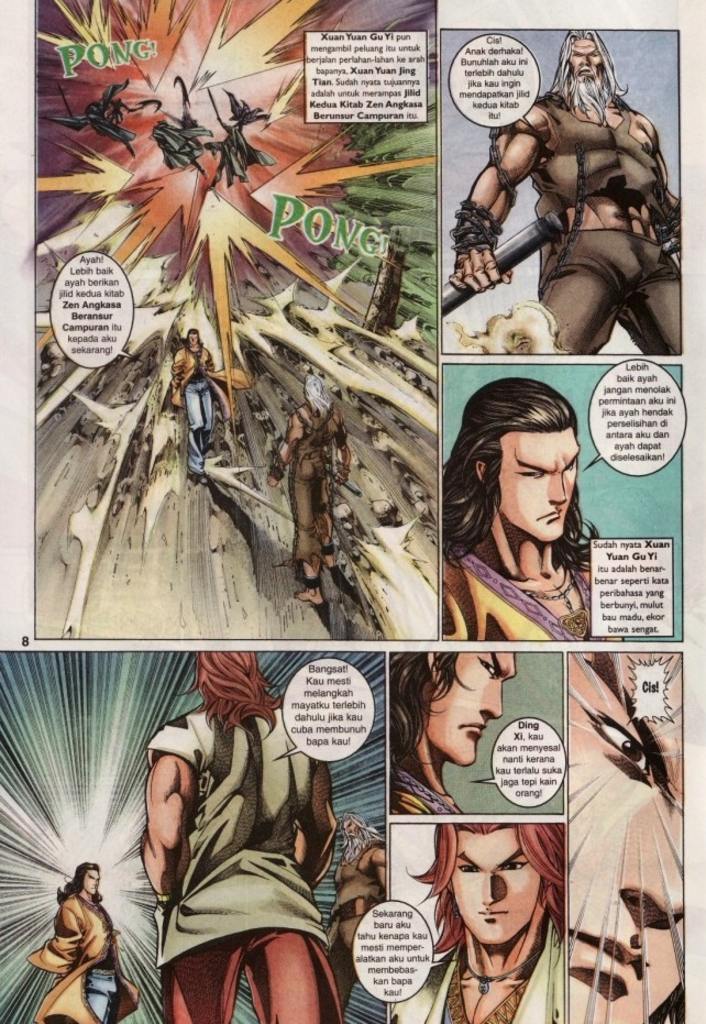 PONG!
Xuan Yuan Gu Yi pun
mengambil peluang itu untuk
berjalan perlahan-lahan ke arah
bapanya, Xuan Yuan Jing
Tian. Sudah nyata tujuannya
adalah untuk merampas Jilid
Kedua Kitab Zen Angkasa
Berunsur Campuran itu.
PONG!
Ayah!
Lebih baik
ayah berikan
jilid kedua kitab
Zen Angkasa
Beransur
Campuran itu
kepada aku
sekarang!
Cis!
Anak derhaka!
Bunuhlah aku ini
terlebih dahulu
jika kau ingin
mendapatkan jilid
kedua kitab
itu!
Lebih
baik ayah
jangan menolak
permintaan aku ini
jika ayah hendak
perselisihan di
antara aku dan
ayah dapat
diselesaikan!
Sudah nyata Xuan
Yuan Gu Yi
itu adalah benar-
benar seperti kata
peribahasa yang
berbunyi, mulut
bau madu, ekor
bawa sengat.
8
Bangsat!
Kau mesti
melangkah
mayatku terlebih
dahulu jika kau
cuba membunuh
bapa kau!
Ding
Xi, kau
akan menyesal
nanti kerana
kau terlalu suka
jaga tepi kain
orang!
Cis!
Sekarang
baru aku
tahu kenapa kau
mesti memper-
alatkan aku untuk
membebas-
kan bapa
kau!